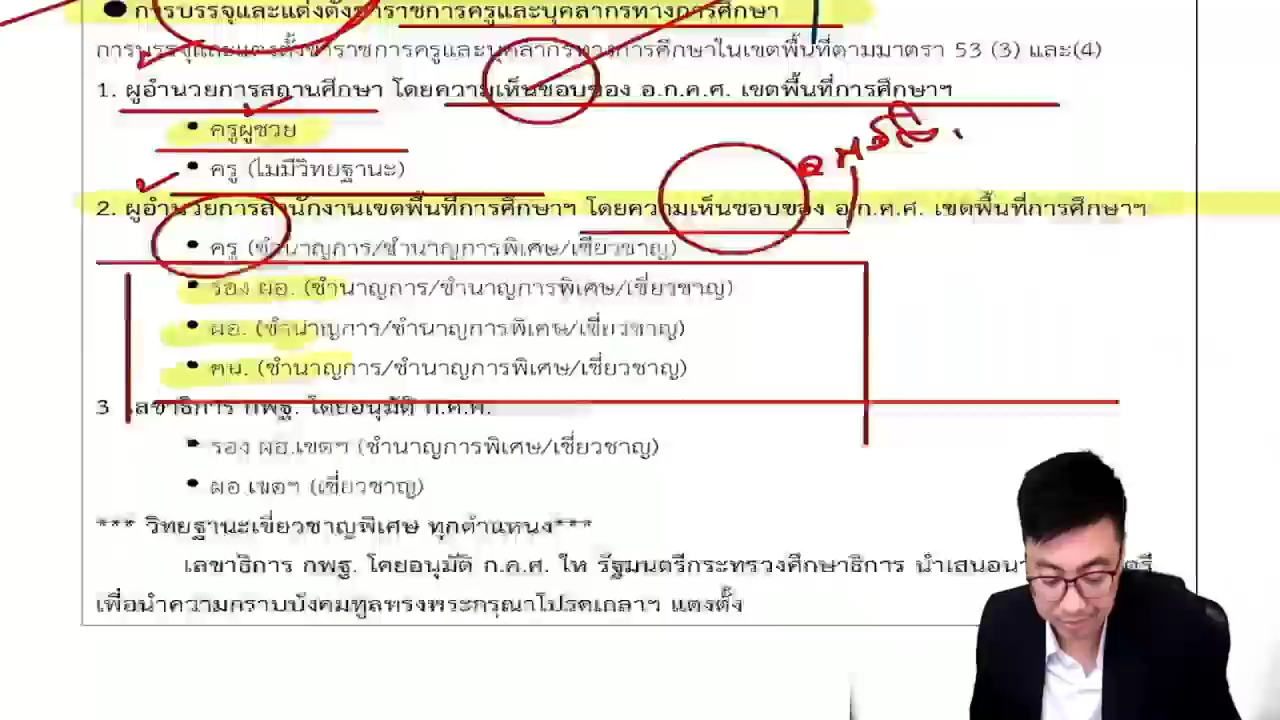 การบรรจุและแต่งตั้งข้าราชการครูและบุคลากรทางการศึกษา
การบรรจุและแต่งตั้งข้าราชการครูและบุคลากรทางการศึกษาในเขตพื้นที่ตามมาตรา 53 (3) และ(4)
1. ผู้อำนวยการสถานศึกษา โดยความเห็นชอบของ อ.ก.ค.ศ. เขตพื้นที่การศึกษาฯ
• ครูผู้ช่วย
• ครู (ไม่มีวิทยฐานะ)
2. ผู้อำนวยการสำนักงานเขตพื้นที่การศึกษาฯ โดยความเห็นชอบของ อ.ก.ค.ศ. เขตพื้นที่การศึกษาฯ
• ครู (ชำนาญการ/ชำนาญการพิเศษ/เชี่ยวชาญ)
• รอง ผอ. (ชำนาญการ/ชำนาญการพิเศษ/เชี่ยวชาญ)
• ผอ. (ชำนาญการ/ชำนาญการพิเศษ/เชี่ยวชาญ)
• ศน. (ชำนาญการ/ชำนาญการพิเศษ/เชี่ยวชาญ)
3 เลขาธิการ กพฐ. โดยอนุมัติ ก.ค.ศ.
• รอง ผอ.เขตฯ (ชำนาญการพิเศษ/เชี่ยวชาญ)
• ผอ.เขตฯ (เชี่ยวชาญ)
*** วิทยฐานะเชี่ยวชาญพิเศษ ทุกตำแหน่ง***
เลขาธิการ กพฐ. โดยอนุมัติ ก.ค.ศ. ให้ รัฐมนตรีกระทรวงศึกษาธิการ
เพื่อนำความกราบบังคมทูลทรงพระกรุณาโปรดเกล้าฯ แต่งตั้ง